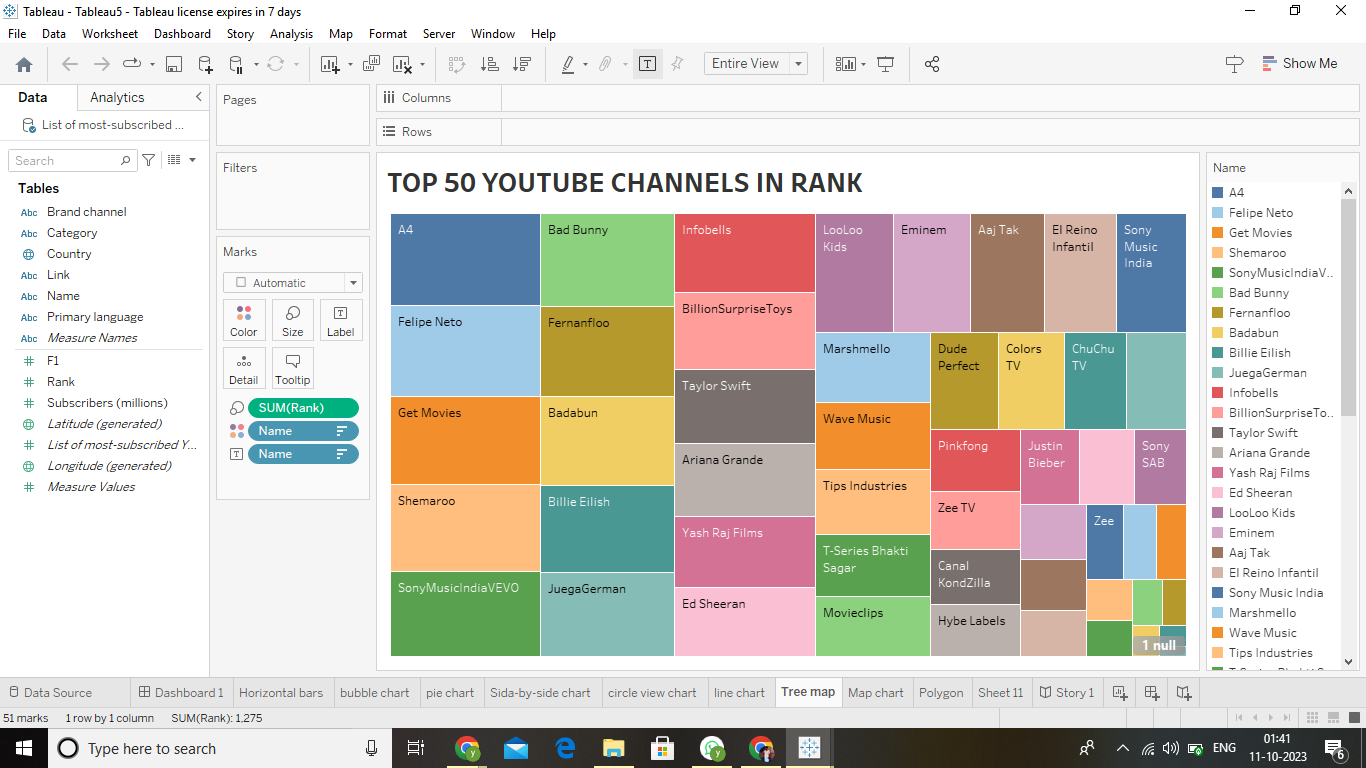 Tableau - Tableau5 - Tableau license expires in 7 days
File Data Worksheet Dashboard Story Analysis Map Format Server Window Help
Entire View
Show Me
Data Analytics
List of most-subscribed ...
Search
Tables
Abc Brand channel
Abc Category
Country
Abc Link
Abc Name
Abc Primary language
Abc Measure Names
F1
Rank
Subscribers (millions)
Latitude (generated)
List of most-subscribed Y...
Longitude (generated)
Measure Values
Pages
Filters
Marks
Automatic
Color Size Label
Detail Tooltip
SUM(Rank)
Name
Name
Columns
Rows
TOP 50 YOUTUBE CHANNELS IN RANK
A4
Felipe Neto
Get Movies
Shemaroo
SonyMusicIndiaVEVO
Bad Bunny
Fernanfloo
Badabun
Billie Eilish
JuegaGerman
Infobells
BillionSurpriseToys
Taylor Swift
Ariana Grande
Yash Raj Films
Ed Sheeran
LooLoo
Kids
Eminem
Aaj Tak
El Reino
Infantil
Sony
Music
India
Marshmello
Wave Music
Tips Industries
T-Series Bhakti
Sagar
Movieclips
Dude
Perfect
Colors
TV
ChuChu
TV
Pinkfong
Zee TV
Canal
KondZilla
Hybe Labels
Justin
Bieber
Sony
SAB
Zee
1 null
Name
A4
Felipe Neto
Get Movies
Shemaroo
SonyMusicIndiaV..
Bad Bunny
Fernanfloo
Badabun
Billie Eilish
JuegaGerman
Infobells
BillionSurpriseTo..
Taylor Swift
Ariana Grande
Yash Raj Films
Ed Sheeran
LooLoo Kids
Eminem
Aaj Tak
El Reino Infantil
Sony Music India
Marshmello
Wave Music
Tips Industries
Data Source Dashboard 1 Horizontal bars bubble chart pie chart Sida-by-side chart circle view chart line chart Tree map Map chart Polygon Sheet 11 Story 1
51 marks 1 row by 1 column SUM(Rank): 1,275
Type here to search
ENG
01:41
11-10-2023
6